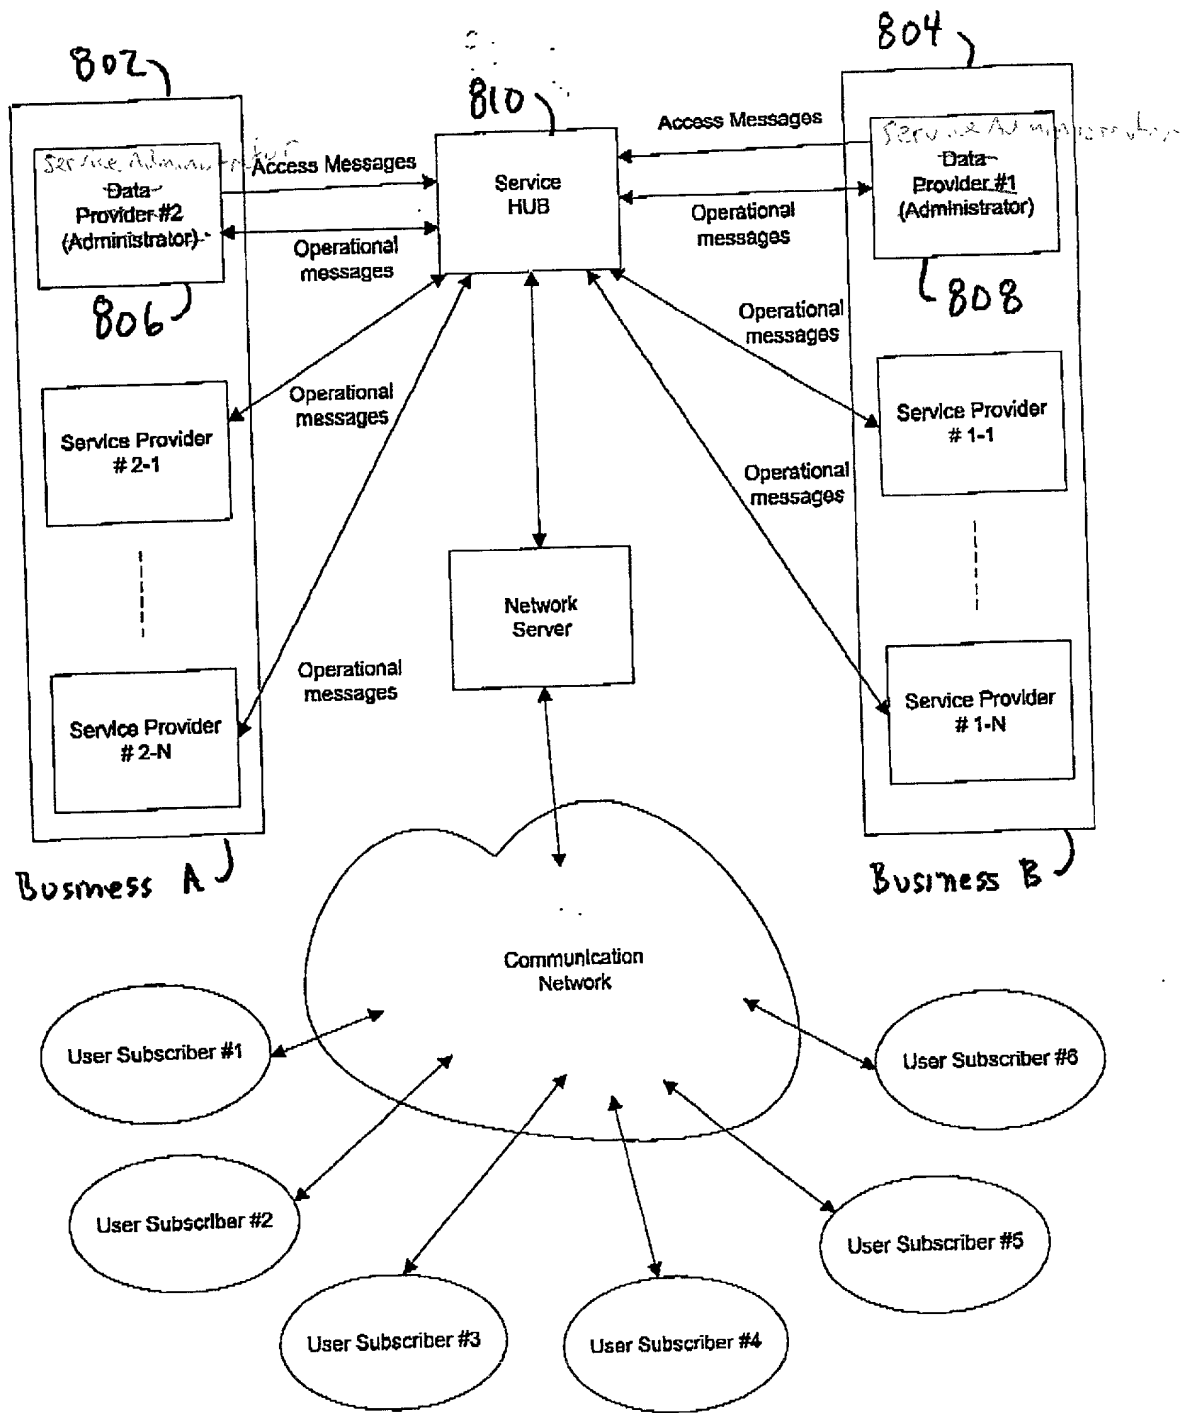 802
804
810
Service Administrator
Data
Provider #2
(Administrator)
Access Messages
Operational
messages
806
Service
HUB
Access Messages
Operational
messages
Service Administrator
Data
Provider #1
(Administrator)
808
Operational
messages
Operational
messages
Service Provider
# 2-1
Service Provider
# 1-1
Operational
messages
Network
Server
Operational
messages
Service Provider
# 2-N
Service Provider
# 1-N
Business A
Business B
Communication
Network
User Subscriber #1
User Subscriber #6
User Subscriber #2
User Subscriber #5
User Subscriber #3
User Subscriber #4